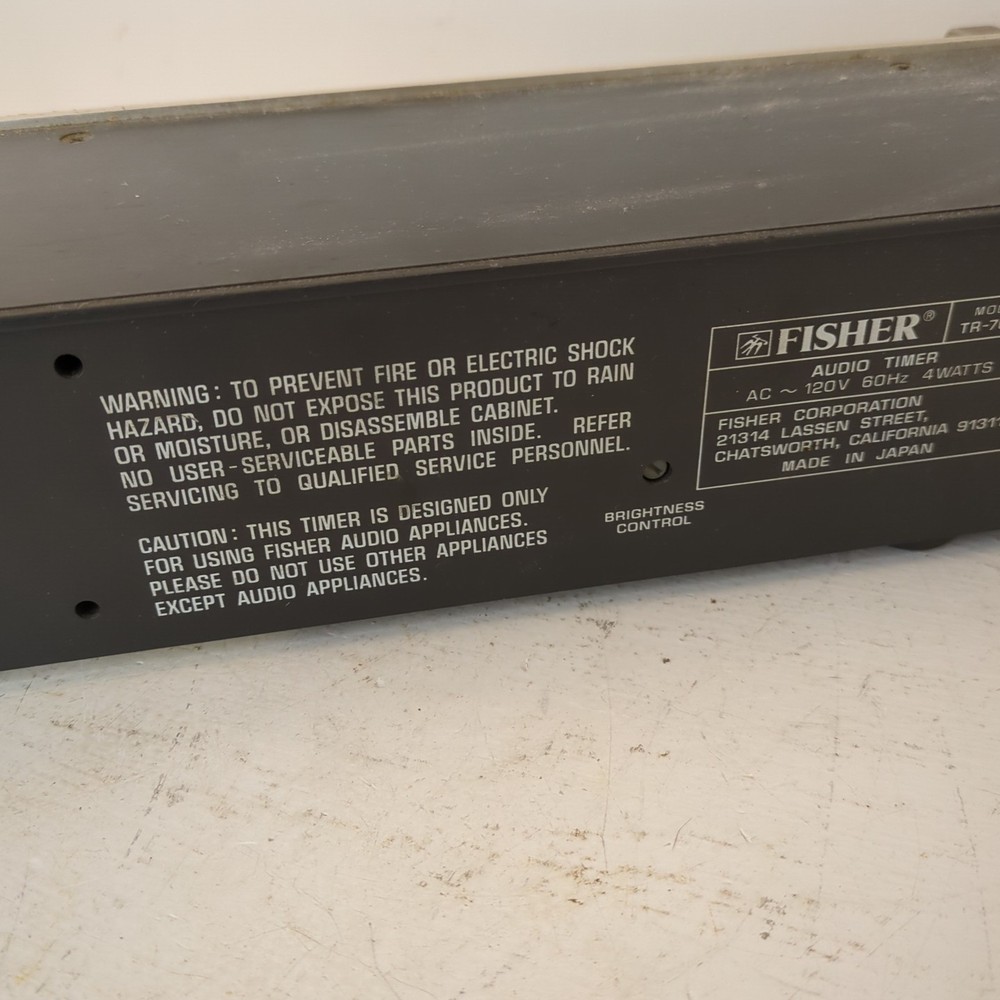 WARNING: TO PREVENT FIRE OR ELECTRIC SHOCK
HAZARD, DO NOT EXPOSE THIS PRODUCT TO RAIN
OR MOISTURE, OR DISASSEMBLE CABINET.
NO USER-SERVICEABLE PARTS INSIDE. REFER
SERVICING TO QUALIFIED SERVICE PERSONNEL.
CAUTION: THIS TIMER IS DESIGNED ONLY
FOR USING FISHER AUDIO APPLIANCES.
PLEASE DO NOT USE OTHER APPLIANCES
EXCEPT AUDIO APPLIANCES.
BRIGHTNESS
CONTROL
FISHER®
AUDIO TIMER
AC ~ 120V 60Hz 4WATTS
FISHER CORPORATION
21314 LASSEN STREET,
CHATSWORTH, CALIFORNIA 91311
MADE IN JAPAN